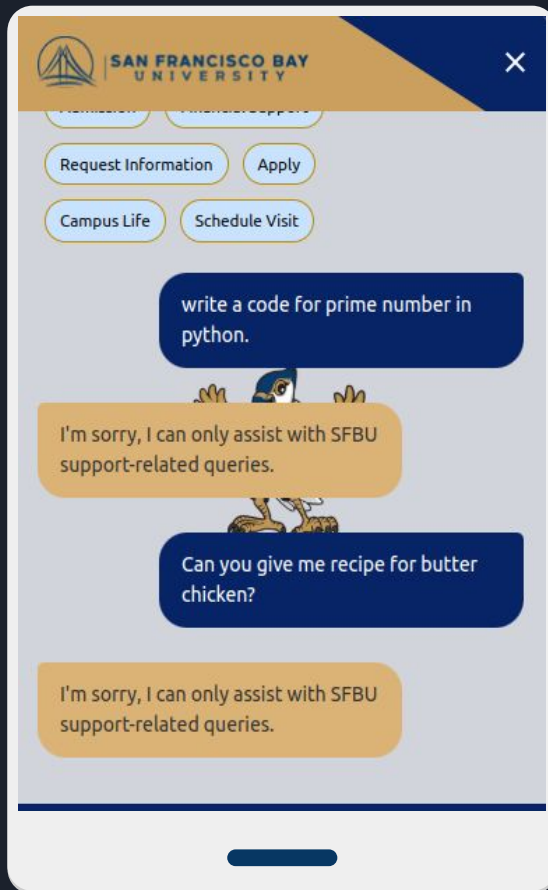 SAN FRANCISCO BAY
UNIVERSITY
Request Information
Apply
Campus Life
Schedule Visit
write a code for prime number in
python.
I'm sorry, I can only assist with SFBU
support-related queries.
Can you give me recipe for butter
chicken?
I'm sorry, I can only assist with SFBU
support-related queries.